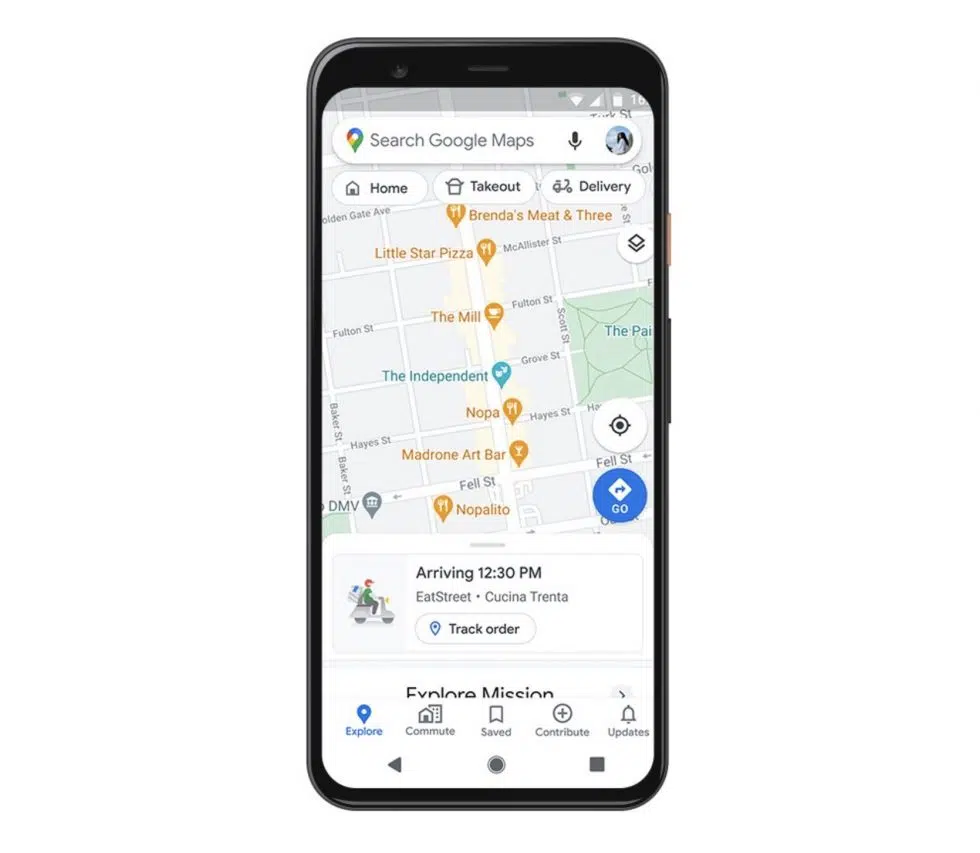 16:
Turk St
Search Google Maps
Gol
Home
Takeout
Delivery
olden Gate Ave
Brenda's Meat & Three
McAllister St
Little Star Pizza
Fulton St
The Mill
Scott St
Fulton St
The Pai
Grove St
The Independent
Nopa
Hayes St
Ha
Baker St
Hayes St
Madrone Art Bar
Baker St
Fell St
Fell St
DMV
Nopalito
GO
Arriving 12:30 PM
EatStreet • Cucina Trenta
Track order
Explore Mission
Explore
Commute
Saved
Contribute
Updates